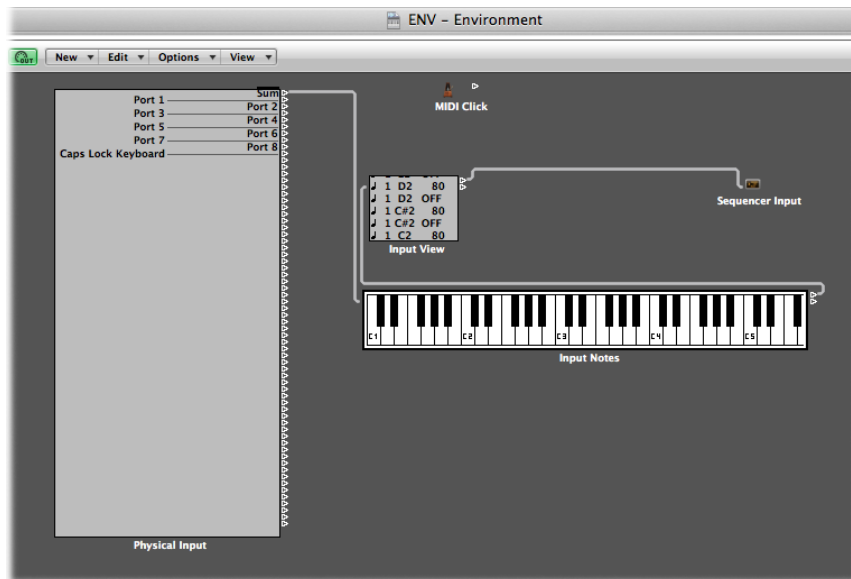 ENV – Environment
OUT
New Edit Options View
Sum
Port 1
Port 2
Port 3
Port 4
Port 5
Port 6
Port 7
Port 8
Caps Lock Keyboard
Physical Input
MIDI Click
1 D2 80
1 D2 OFF
1 C#2 80
1 C#2 OFF
1 C2 80
Input View
Sequencer Input
C1 C2 C3 C4 C5
Input Notes